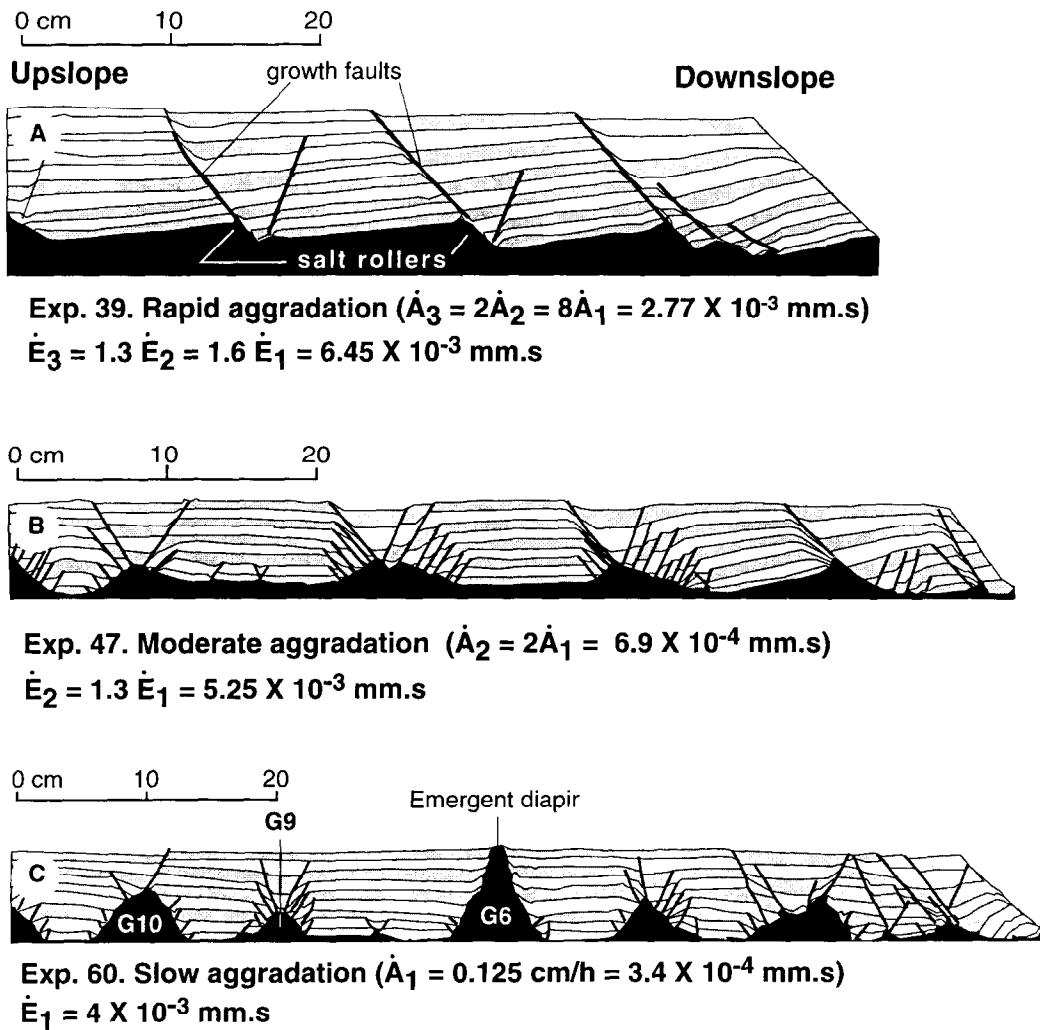 0 cm 10 20
Upslope growth faults Downslope
A
salt rollers
Exp. 39. Rapid aggradation (Ȧ3 = 2Ȧ2 = 8Ȧ1 = 2.77 X 10-3 mm.s)
Ė3 = 1.3 Ė2 = 1.6 Ė1 = 6.45 X 10-3 mm.s
0 cm 10 20
B
Exp. 47. Moderate aggradation (Ȧ2 = 2Ȧ1 = 6.9 X 10-4 mm.s)
Ė2 = 1.3 Ė1 = 5.25 X 10-3 mm.s
0 cm 10 20
Emergent diapir
G9
C
G10 G6
Exp. 60. Slow aggradation (Ȧ1 = 0.125 cm/h = 3.4 X 10-4 mm.s)
Ė1 = 4 X 10-3 mm.s